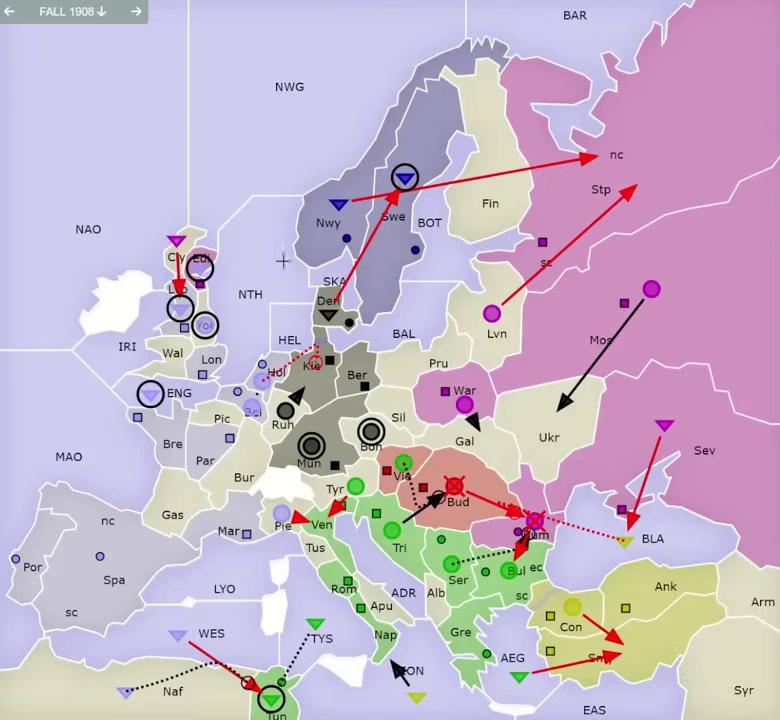 FALL 1908
BAR
NWG
nc
Stp
NAO
Fin
Nwy
Swe
BOT
Cly
Edi
sc
SKA
NTH
Den
Lvn
Mos
IRI
HEL
BAL
Wal
Lon
Hol
Kie
Pru
Ber
War
ENG
Bel
Ruh
Sil
Gal
Ukr
Pic
Boh
Mun
Sev
Bre
MAO
Par
Bur
Vie
Bud
Tyr
Gas
Mar
Pie
Ven
Tri
Rum
BLA
nc
Tus
Ser
Bul
ec
Por
Spa
Rom
LYO
ADR
Alb
sc
Ank
Arm
Apu
Con
sc
Nap
Gre
WES
TYS
ION
AEG
Smy
Naf
Syr
Tun
EAS